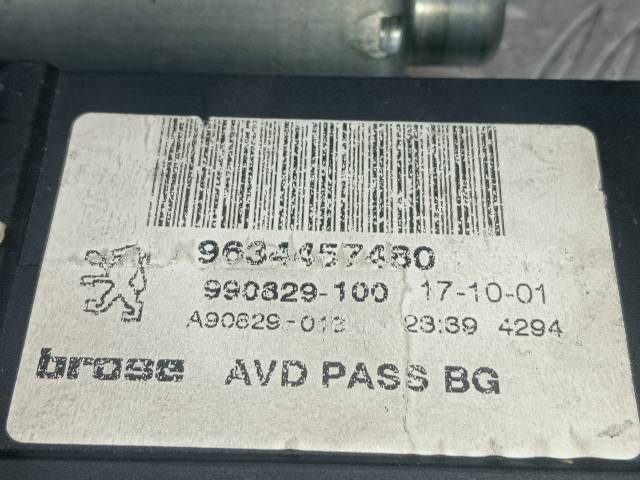 9634457480
990829-100 17-10-01
A90829-013 23:39 4294
brose AVD PASS BG